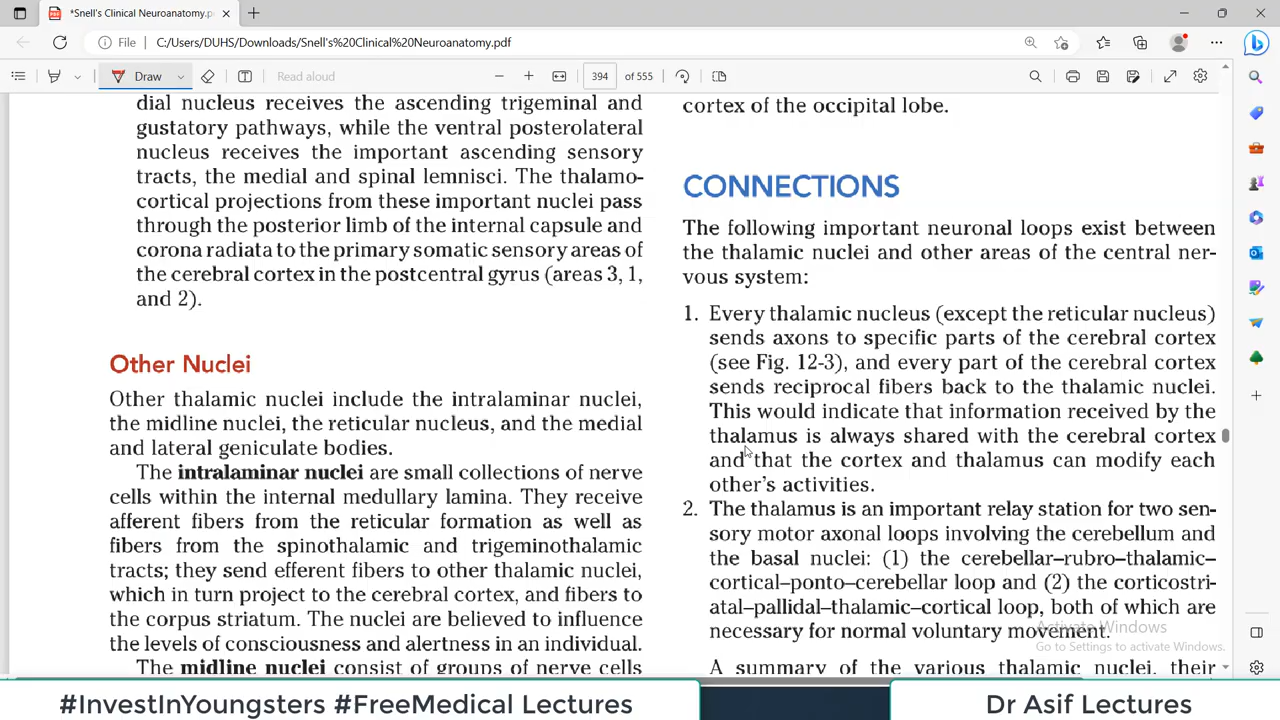 *Snell's Clinical Neuroanatomy.p
File
C:/Users/DUHS/Downloads/Snell's%20Clinical%20Neuroanatomy.pdf
Draw
Read aloud
394
of 555
dial nucleus receives the ascending trigeminal and
gustatory pathways, while the ventral posterolateral
nucleus receives the important ascending sensory
tracts, the medial and spinal lemnisci. The thalamo-
cortical projections from these important nuclei pass
through the posterior limb of the internal capsule and
corona radiata to the primary somatic sensory areas of
the cerebral cortex in the postcentral gyrus (areas 3, 1,
and 2).
Other Nuclei
Other thalamic nuclei include the intralaminar nuclei,
the midline nuclei, the reticular nucleus, and the medial
and lateral geniculate bodies.
The intralaminar nuclei are small collections of nerve
cells within the internal medullary lamina. They receive
afferent fibers from the reticular formation as well as
fibers from the spinothalamic and trigeminothalamic
tracts; they send efferent fibers to other thalamic nuclei,
which in turn project to the cerebral cortex, and fibers to
the corpus striatum. The nuclei are believed to influence
the levels of consciousness and alertness in an individual.
The midline nuclei consist of groups of nerve cells
cortex of the occipital lobe.
CONNECTIONS
The following important neuronal loops exist between
the thalamic nuclei and other areas of the central ner-
vous system:
1. Every thalamic nucleus (except the reticular nucleus)
sends axons to specific parts of the cerebral cortex
(see Fig. 12-3), and every part of the cerebral cortex
sends reciprocal fibers back to the thalamic nuclei.
This would indicate that information received by the
thalamus is always shared with the cerebral cortex
and that the cortex and thalamus can modify each
other's activities.
2. The thalamus is an important relay station for two sen-
sory motor axonal loops involving the cerebellum and
the basal nuclei: (1) the cerebellar–rubro–thalamic–
cortical–ponto–cerebellar loop and (2) the corticostri-
atal–pallidal–thalamic–cortical loop, both of which are
necessary for normal voluntary movement.
A summary of the various thalamic nuclei, their
Activate Windows
Go to Settings to activate Windows.
#InvestInYoungsters #FreeMedical Lectures
Dr Asif Lectures